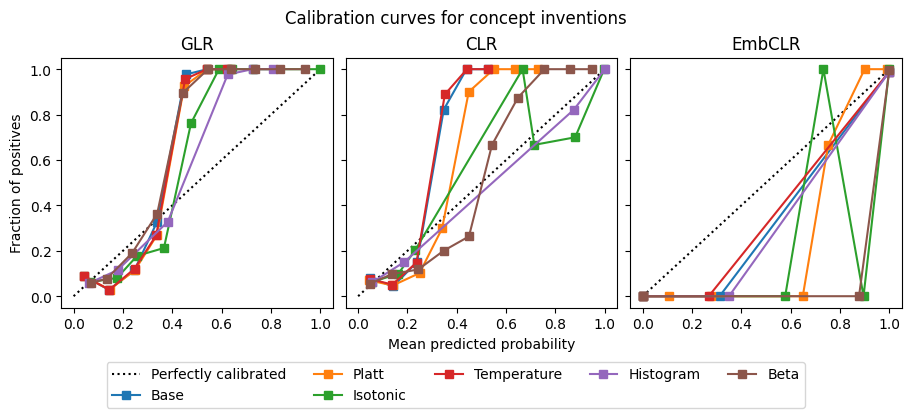 Calibration curves for concept inventions
GLR
CLR
EmbCLR
Fraction of positives
1.0
0.8
0.6
0.4
0.2
0.0
0.0 0.2 0.4 0.6 0.8 1.0
0.0 0.2 0.4 0.6 0.8 1.0
0.0 0.2 0.4 0.6 0.8 1.0
Mean predicted probability
Perfectly calibrated Platt Temperature Histogram Beta
Base Isotonic